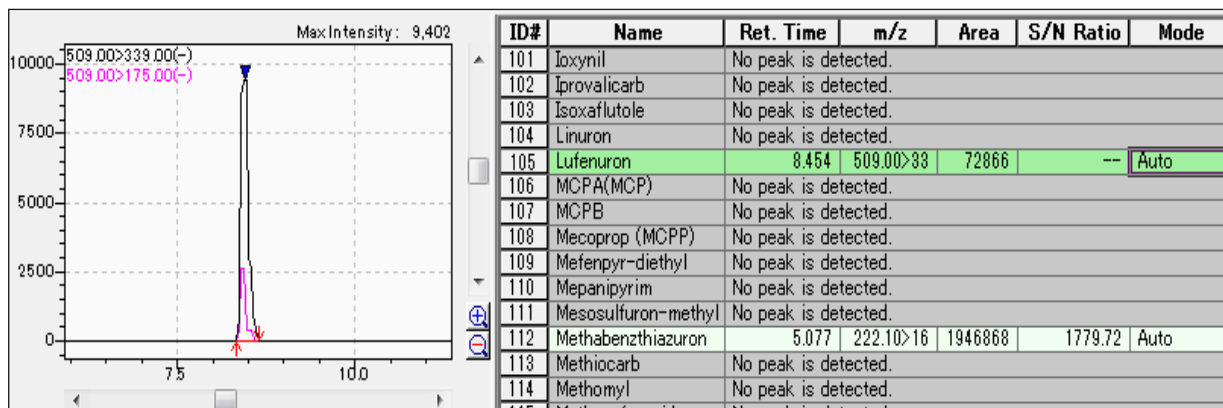 Max Intensity : 9,402
10000
509.00>339.00(-)
509.00>175.00(-)
7500
5000
2500
0
7.5
10.0
ID# Name Ret. Time m/z Area S/N Ratio Mode
101 Ioxynil No peak is detected.
102 Iprovalicarb No peak is detected.
103 Isoxaflutole No peak is detected.
104 Linuron No peak is detected.
105 Lufenuron 8.454 509.00>33 72866 -- Auto
106 MCPA(MCP) No peak is detected.
107 MCPB No peak is detected.
108 Mecoprop (MCPP) No peak is detected.
109 Mefenpyr-diethyl No peak is detected.
110 Mepanipyrim No peak is detected.
111 Mesosulfuron-methyl No peak is detected.
112 Methabenzthiazuron 5.077 222.10>16 1946868 1779.72 Auto
113 Methiocarb No peak is detected.
114 Methomyl No peak is detected.